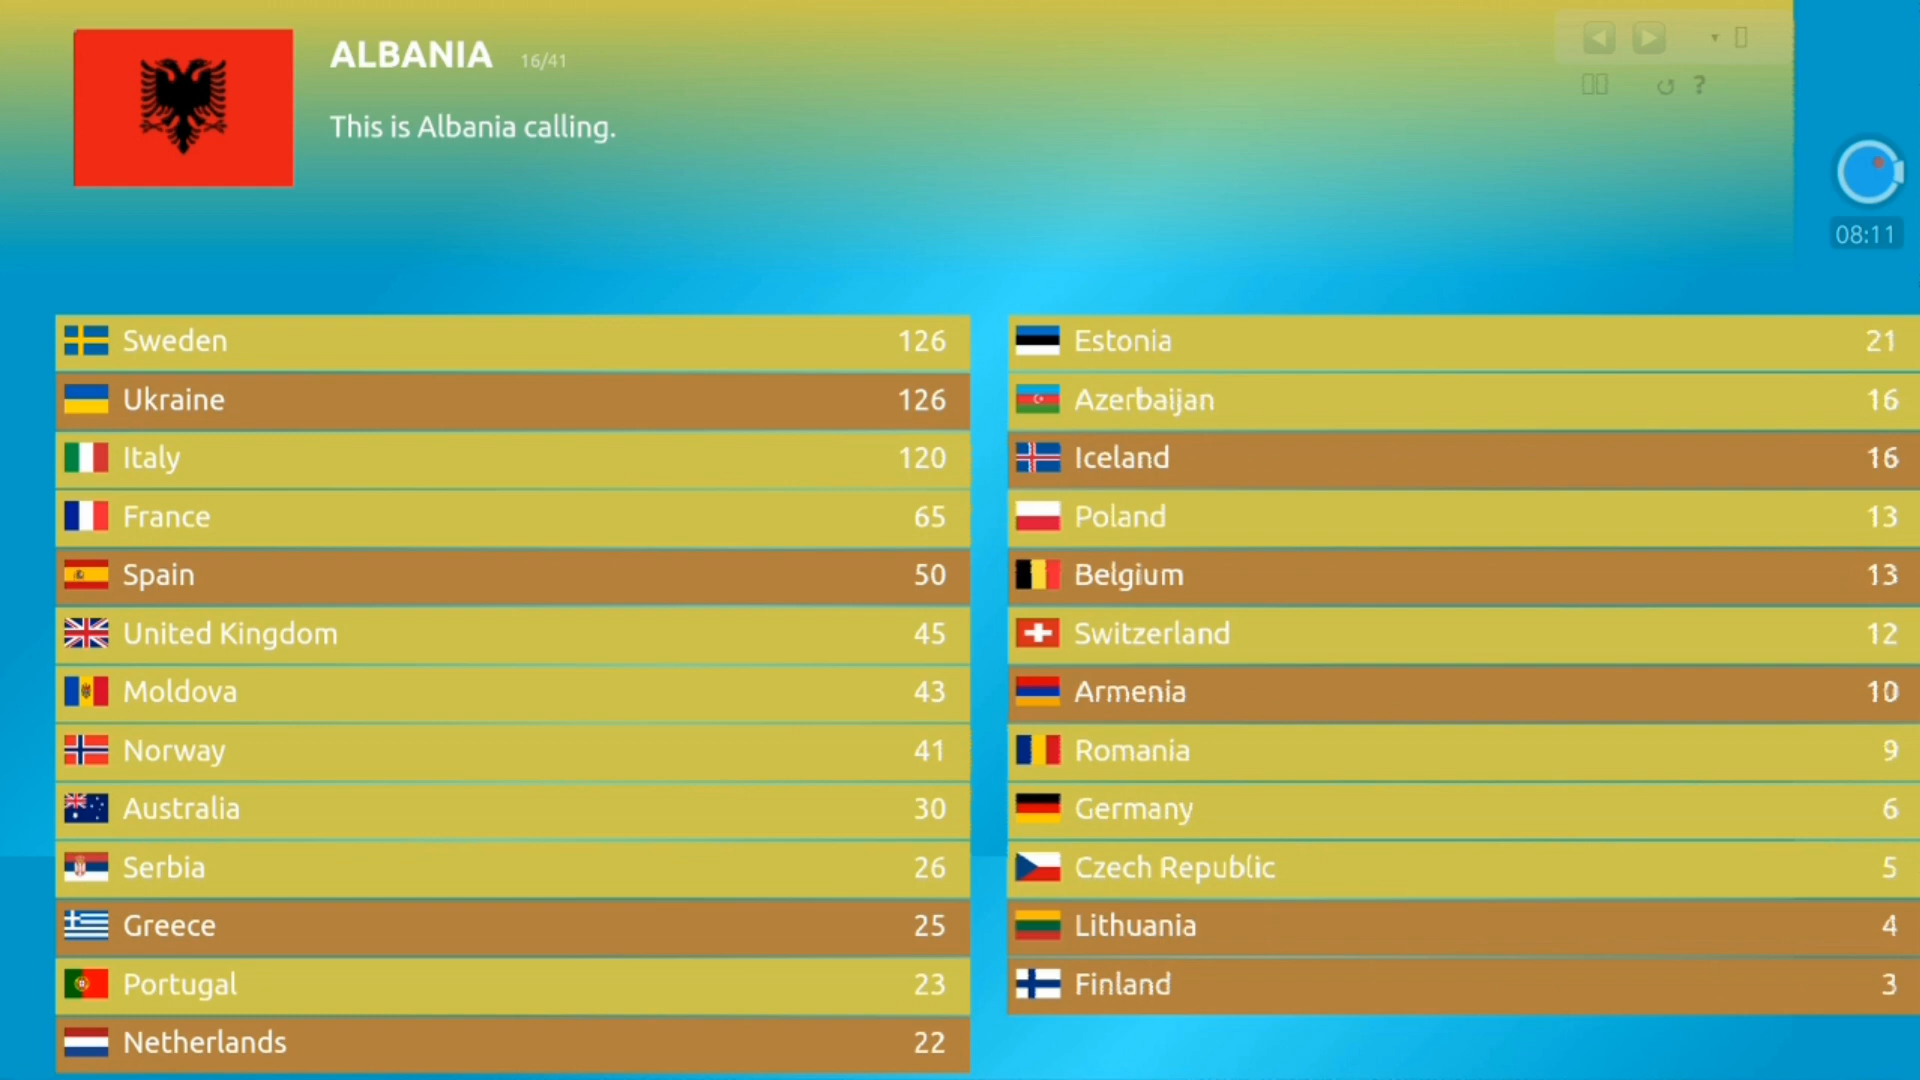 ALBANIA 16/41
This is Albania calling.
?
08:11
Sweden 126
Ukraine 126
Italy 120
France 65
Spain 50
United Kingdom 45
Moldova 43
Norway 41
Australia 30
Serbia 26
Greece 25
Portugal 23
Netherlands 22
Estonia 21
Azerbaijan 16
Iceland 16
Poland 13
Belgium 13
Switzerland 12
Armenia 10
Romania 9
Germany 6
Czech Republic 5
Lithuania 4
Finland 3